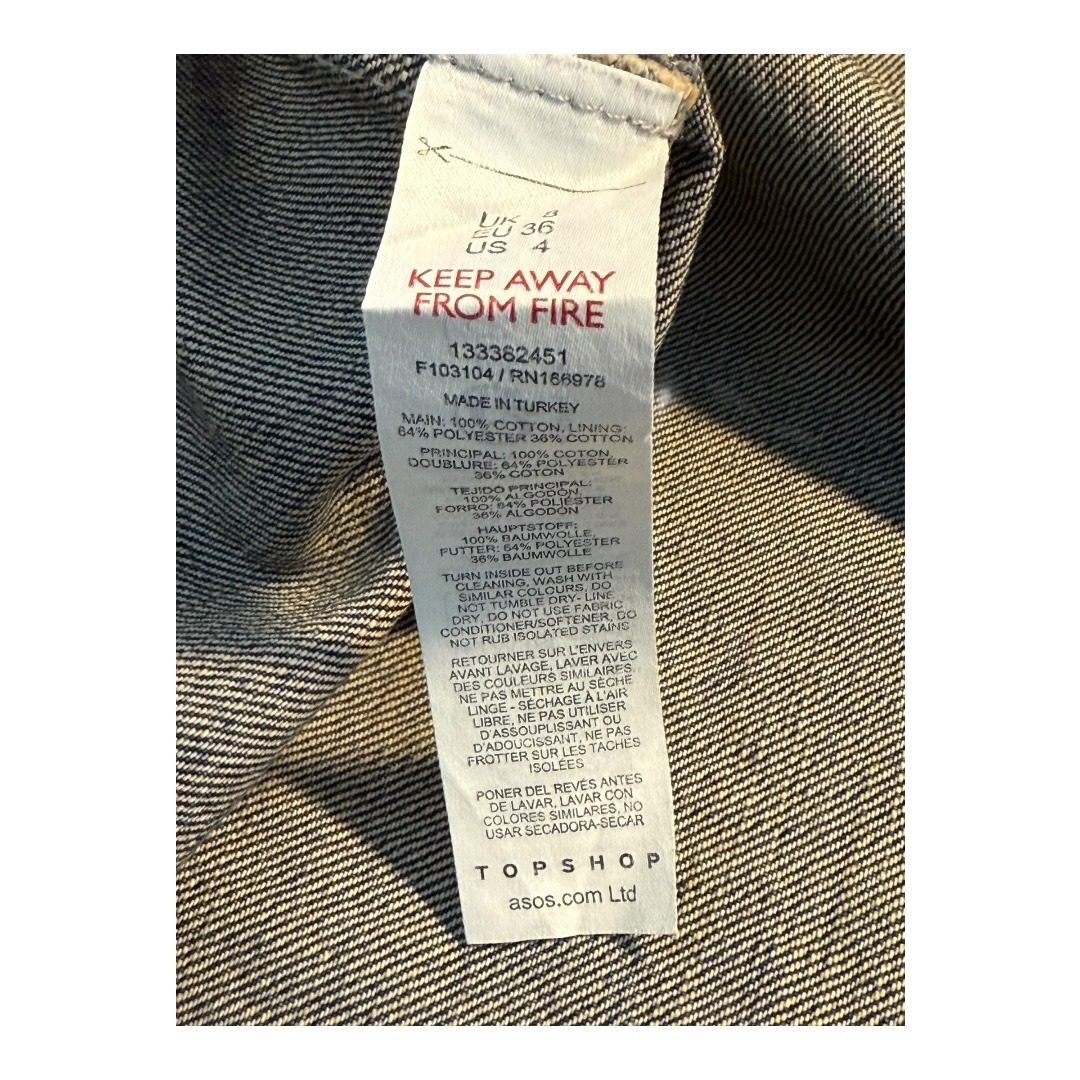 UK 8
EU 36
US 4
KEEP AWAY
FROM FIRE
133382451
F103104 / RN166978
MADE IN TURKEY
MAIN: 100% COTTON, LINING:
64% POLYESTER 36% COTTON
PRINCIPAL: 100% COTON,
DOUBLURE: 64% POLYESTER
36% COTON
TEJIDO PRINCIPAL:
100% ALGODÓN,
FORRO: 64% POLIÉSTER
36% ALGODÓN
HAUPTSTOFF:
100% BAUMWOLLE,
FUTTER: 64% POLYESTER
36% BAUMWOLLE
TURN INSIDE OUT BEFORE
CLEANING, WASH WITH
SIMILAR COLOURS, DO
NOT TUMBLE DRY- LINE
DRY, DO NOT USE FABRIC
CONDITIONER/SOFTENER, DO
NOT RUB ISOLATED STAINS
RETOURNER SUR L'ENVERS
AVANT LAVAGE, LAVER AVEC
DES COULEURS SIMILAIRES.
NE PAS METTRE AU SÈCHE
LINGE - SÉCHAGE À L'AIR
LIBRE, NE PAS UTILISER
D'ASSOUPLISSANT OU
D'ADOUCISSANT, NE PAS
FROTTER SUR LES TACHES
ISOLÉES
PONER DEL REVÉS ANTES
DE LAVAR, LAVAR CON
COLORES SIMILARES, NO
USAR SECADORA-SECAR
TOPSHOP
asos.com Ltd